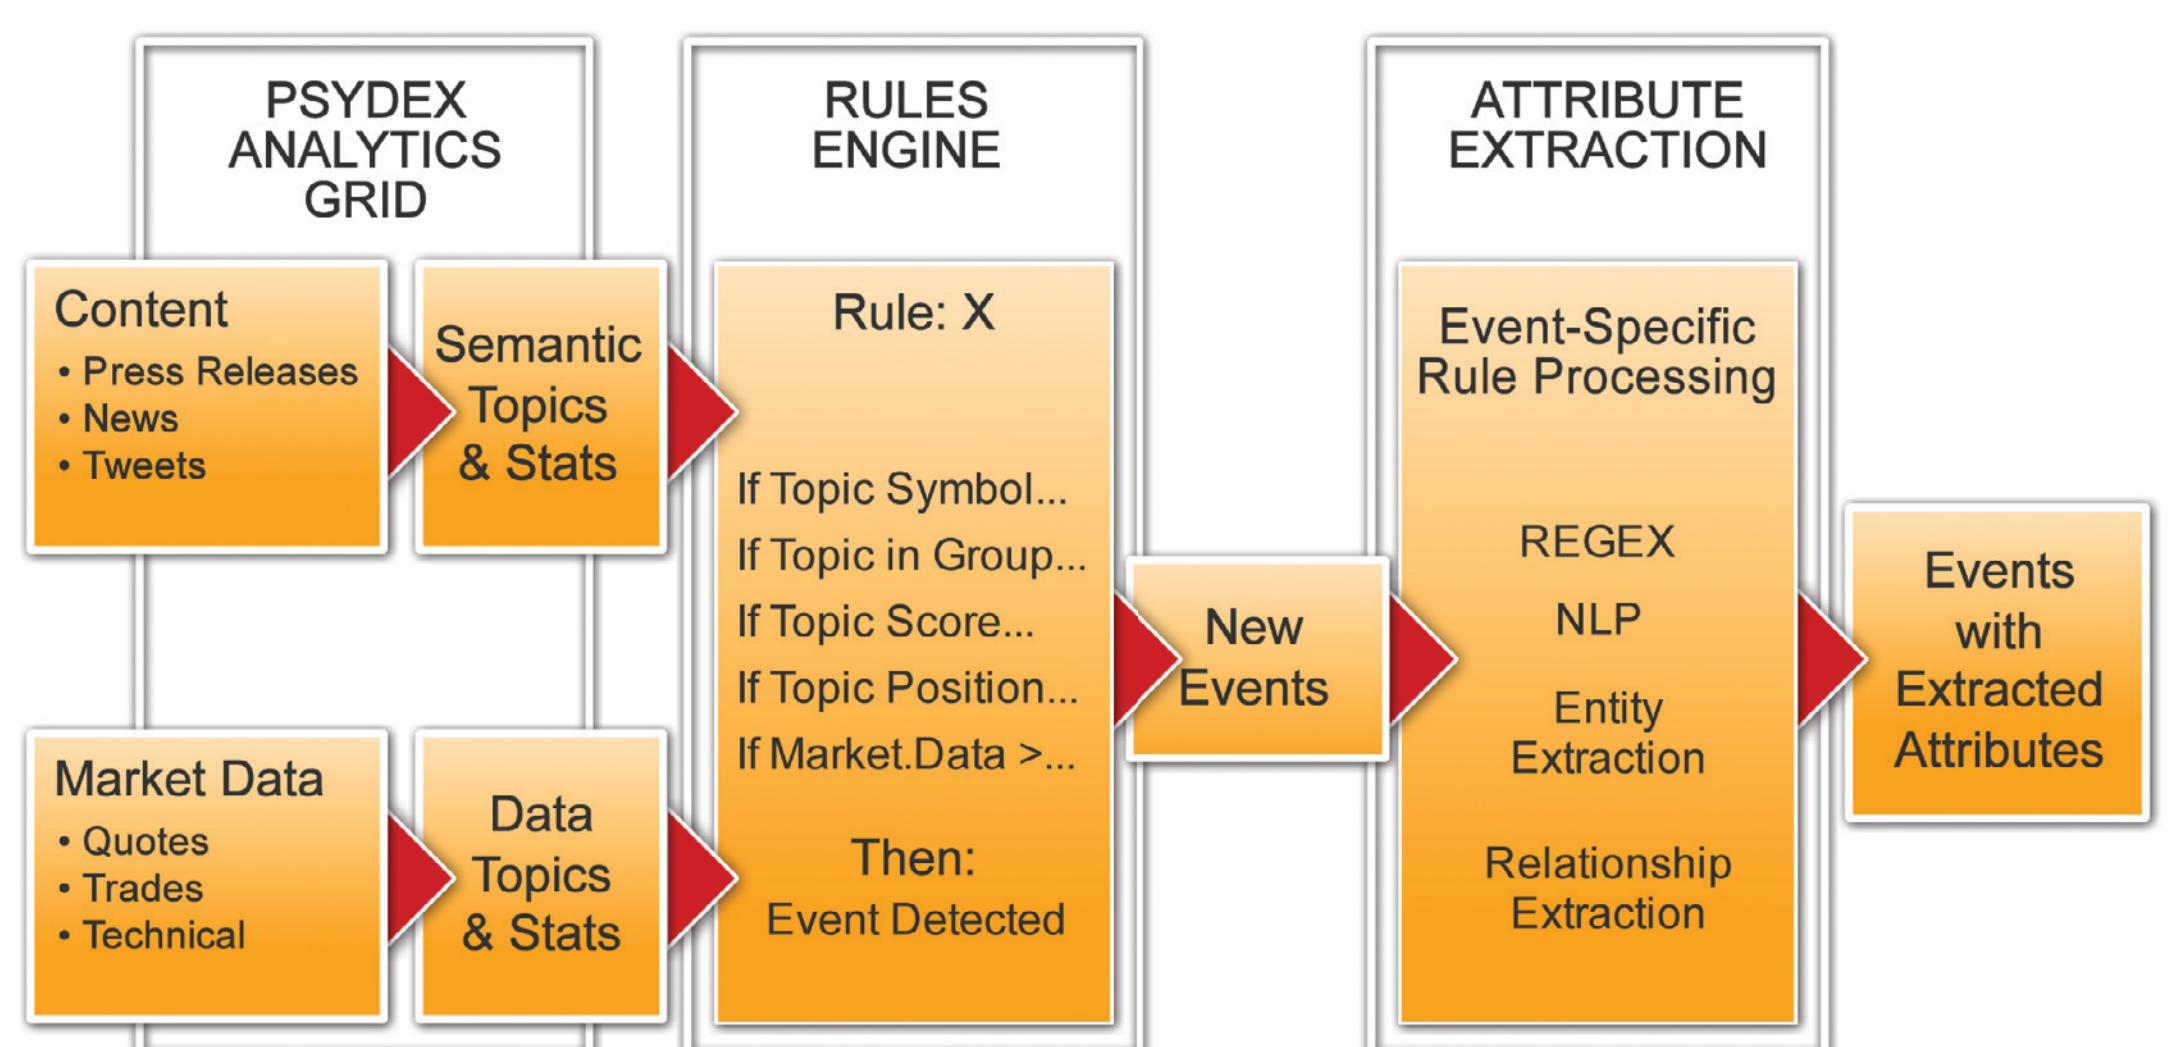 PSYDEX
ANALYTICS
GRID
Content
• Press Releases
• News
• Tweets
Semantic
Topics
& Stats
Market Data
• Quotes
• Trades
• Technical
Data
Topics
& Stats
RULES
ENGINE
Rule: X
If Topic Symbol...
If Topic in Group...
If Topic Score...
If Topic Position...
If Market.Data >...
Then:
Event Detected
New
Events
ATTRIBUTE
EXTRACTION
Event-Specific
Rule Processing
REGEX
NLP
Entity
Extraction
Relationship
Extraction
Events
with
Extracted
Attributes